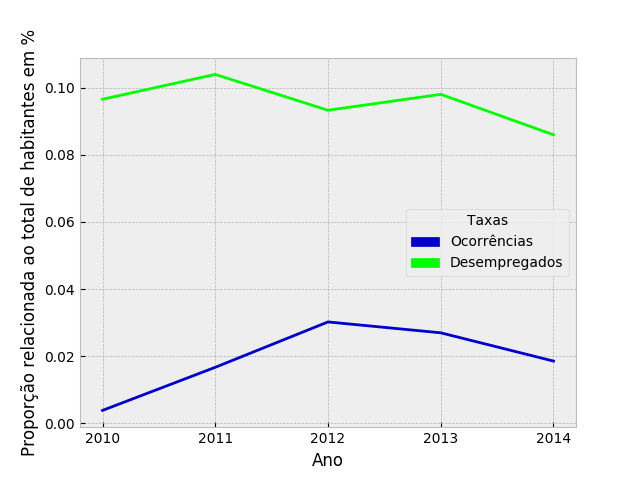 Proporção relacionada ao total de habitantes em %
0.10
0.08
0.06
0.04
0.02
0.00
Taxas
Ocorrências
Desempregados
2010 2011 2012 2013 2014
Ano